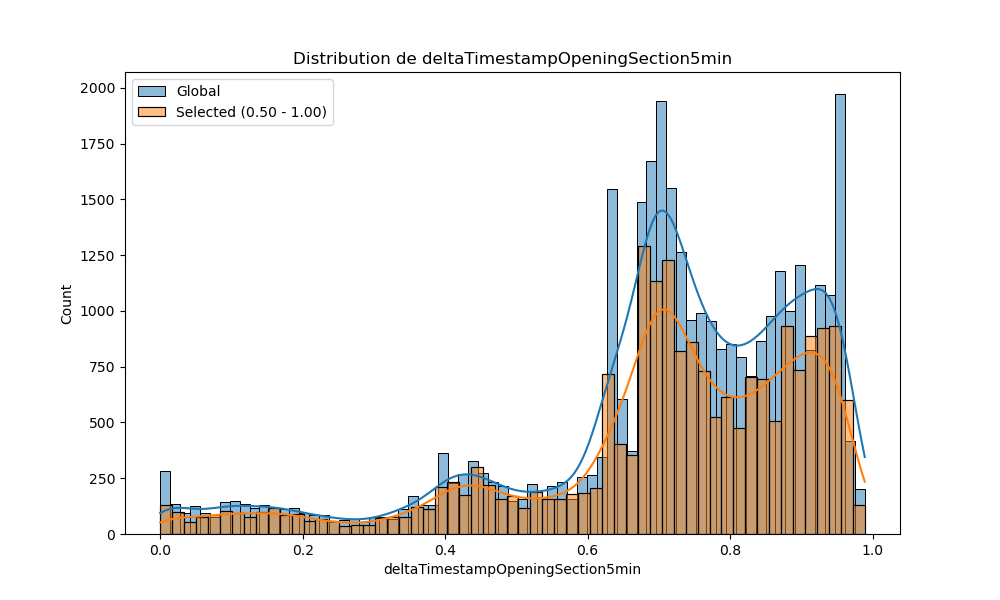 Distribution de deltaTimestampOpeningSection5min
Global
Selected (0.50 - 1.00)
2000
1750
1500
1250
1000
750
500
250
0
Count
0.0 0.2 0.4 0.6 0.8 1.0
deltaTimestampOpeningSection5min